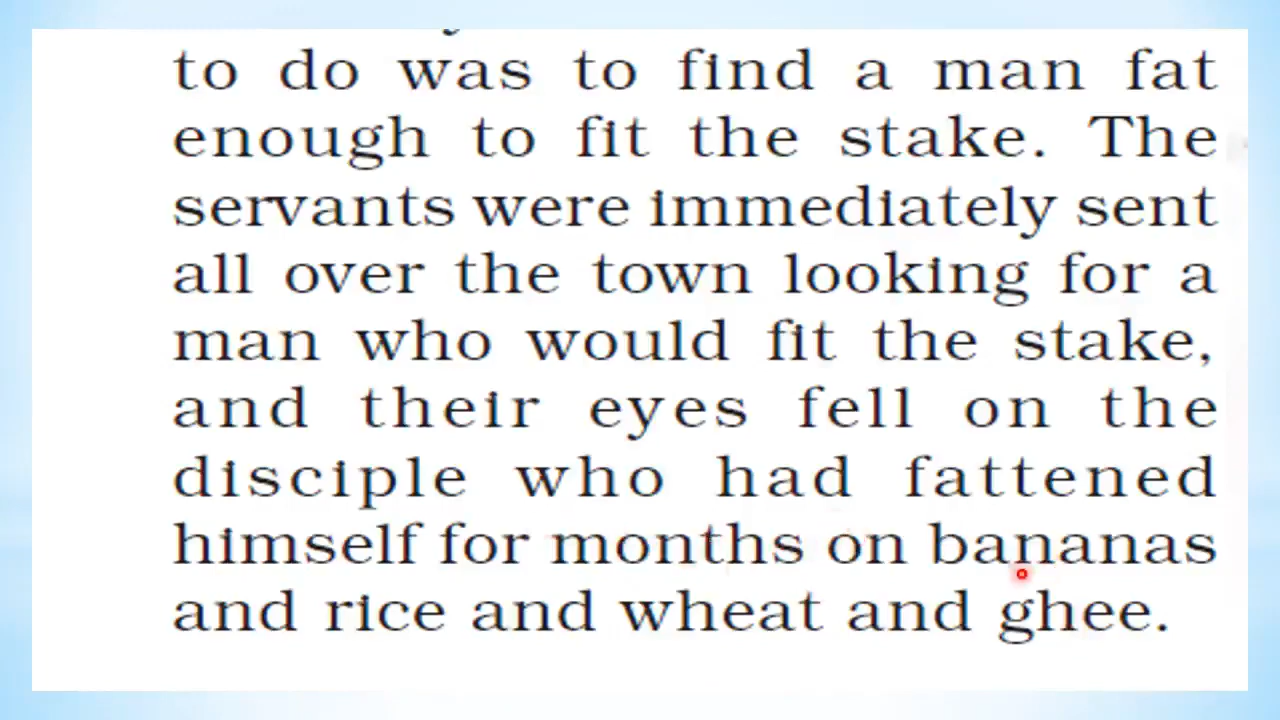 to do was to find a man fat
enough to fit the stake. The
servants were immediately sent
all over the town looking for a
man who would fit the stake,
and their eyes fell on the
disciple who had fattened
himself for months on bananas
and rice and wheat and ghee.